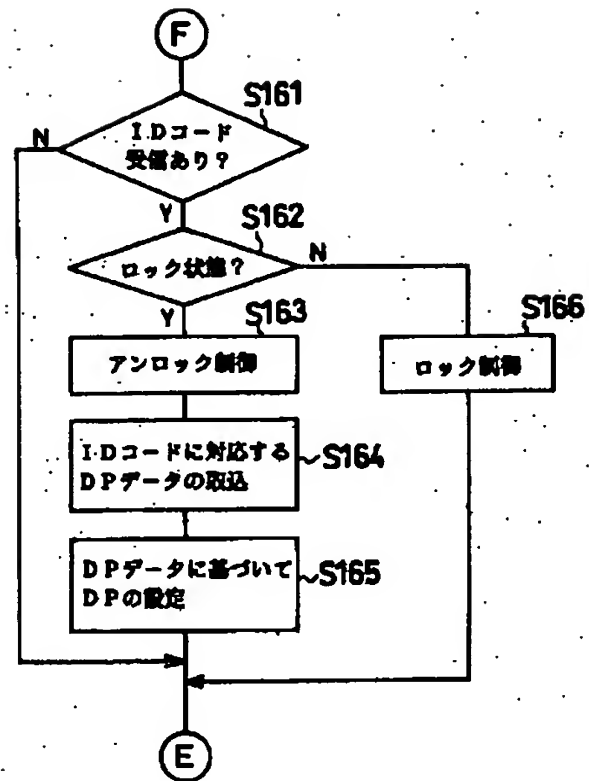 F
S161
IDコード
受信あり?
N
Y
S162
ロック状態?
N
Y
S163
アンロック制御
S166
ロック制御
IDコードに対応する
DPデータの取込
S164
DPデータに基づいて
DPの設定
S165
E